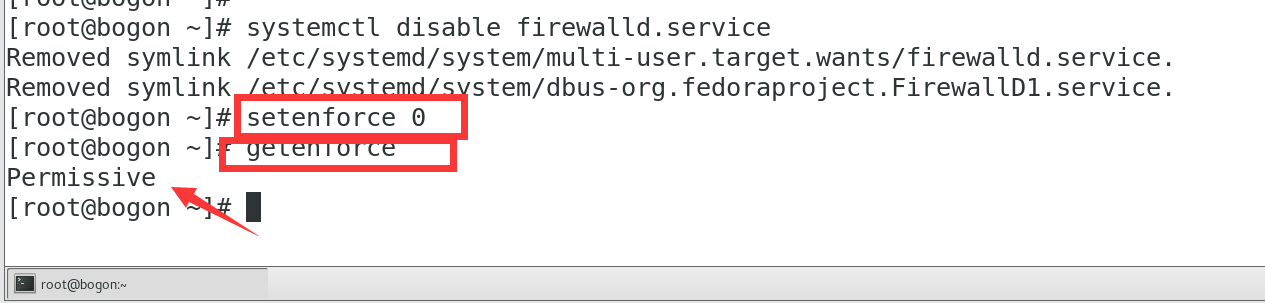 [root@bogon ~]#
[root@bogon ~]# systemctl disable firewalld.service
Removed symlink /etc/systemd/system/multi-user.target.wants/firewalld.service.
Removed symlink /etc/systemd/system/dbus-org.fedoraproject.FirewallD1.service.
[root@bogon ~]# setenforce 0
[root@bogon ~]# getenforce
Permissive
[root@bogon ~]#
root@bogon:~